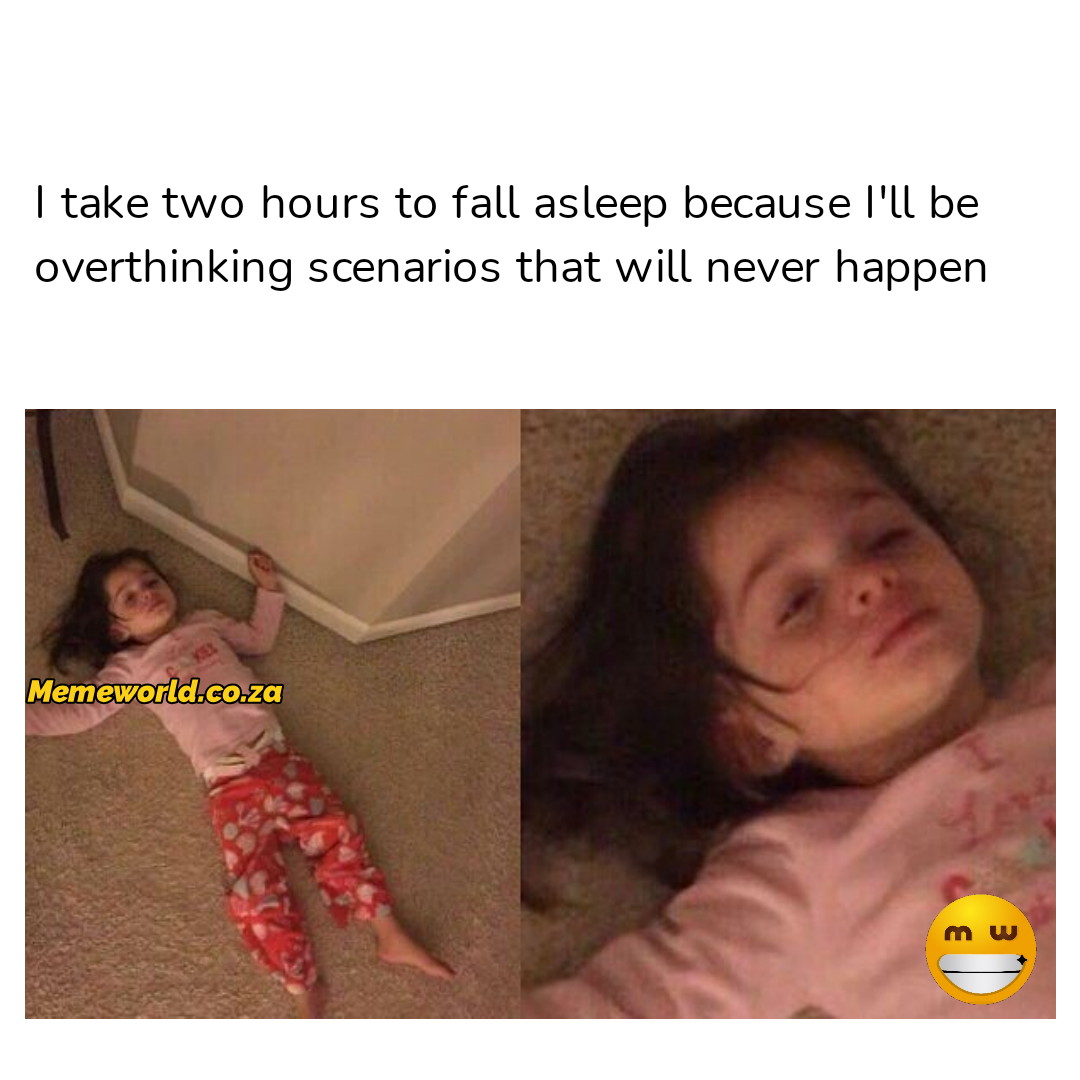 I take two hours to fall asleep because I'll be
overthinking scenarios that will never happen
Memeworld.co.za
m w